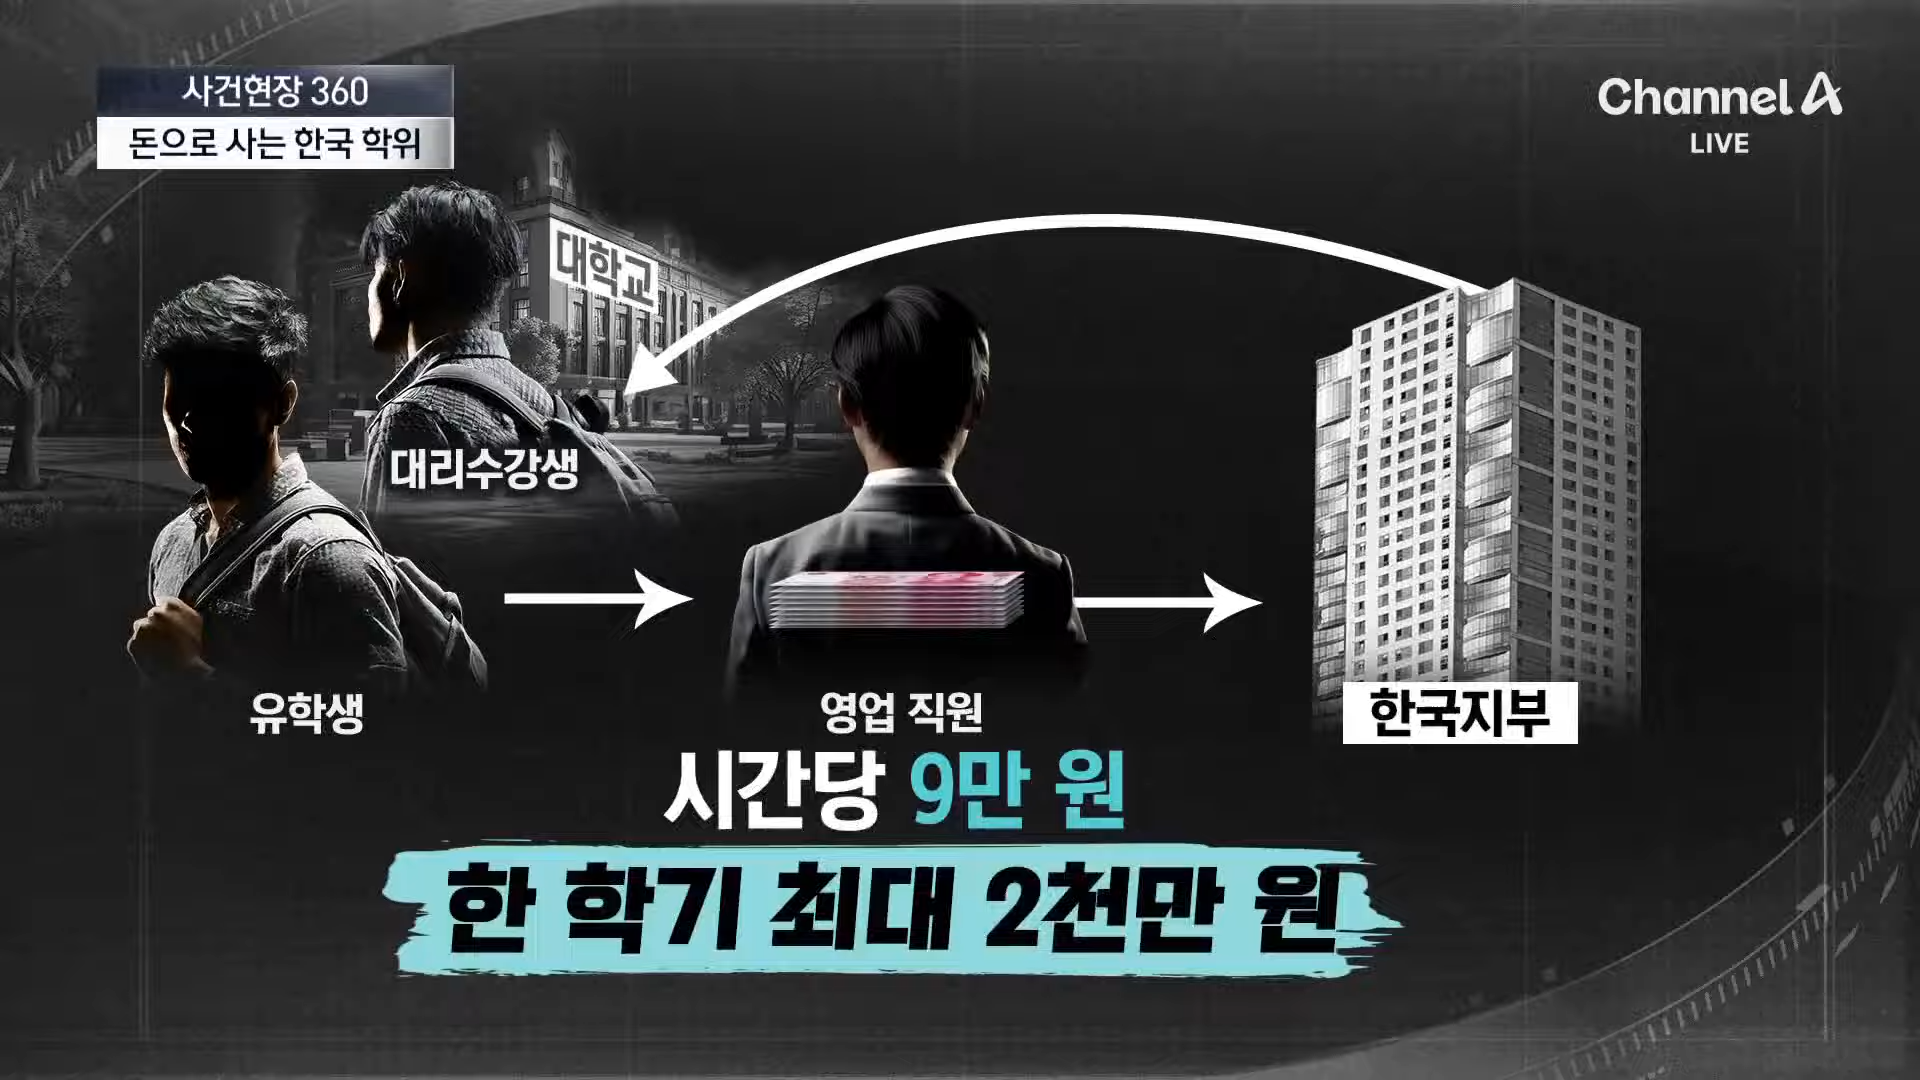 사건현장 360
돈으로 사는 한국 학위
Channel A
LIVE
대학교
대리수강생
유학생
영업 직원
한국지부
시간당 9만 원
한 학기 최대 2천만 원